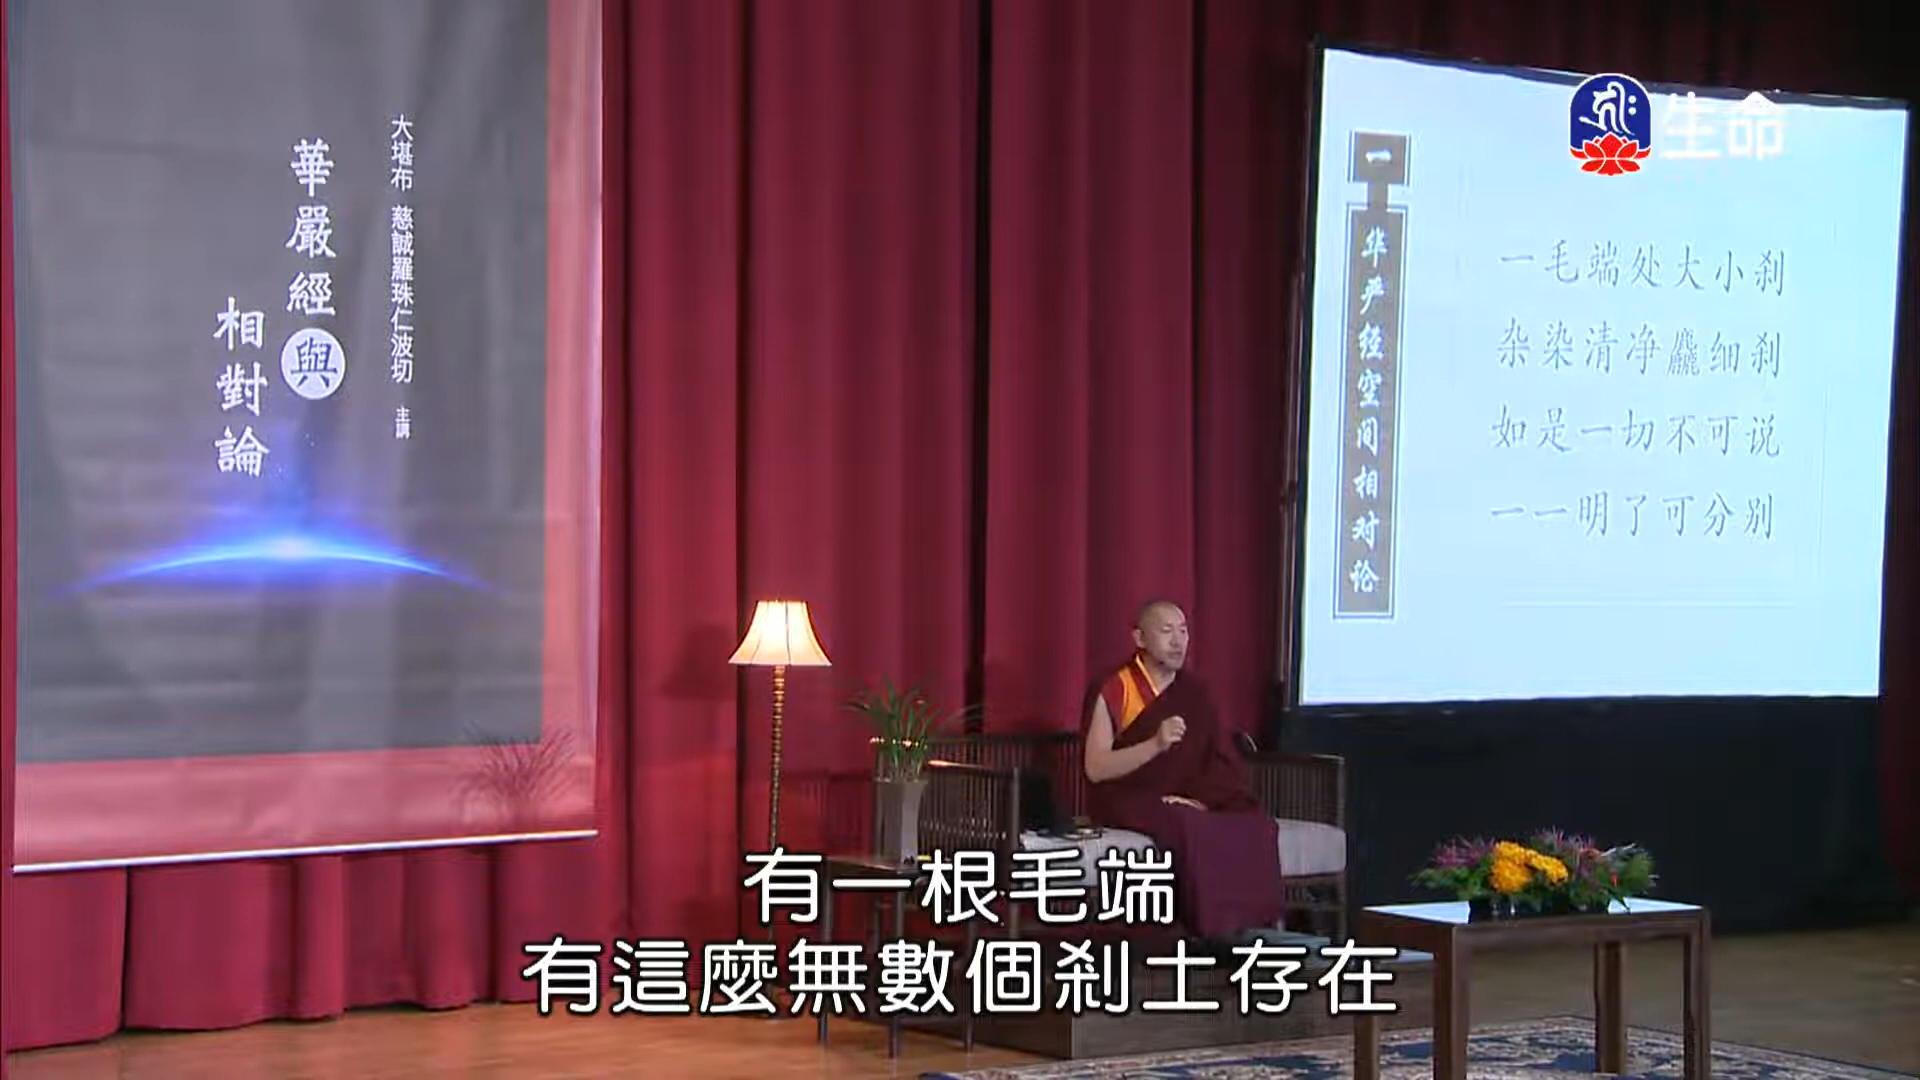 大堪布 慈誠羅珠仁波切 主講
華嚴經與
相對論
生命
一
华严经空间相对论
一毛端处大小刹
杂染清净麤细刹
如是一切不可说
一一明了可分别
有一根毛端
有這麼無數個剎土存在